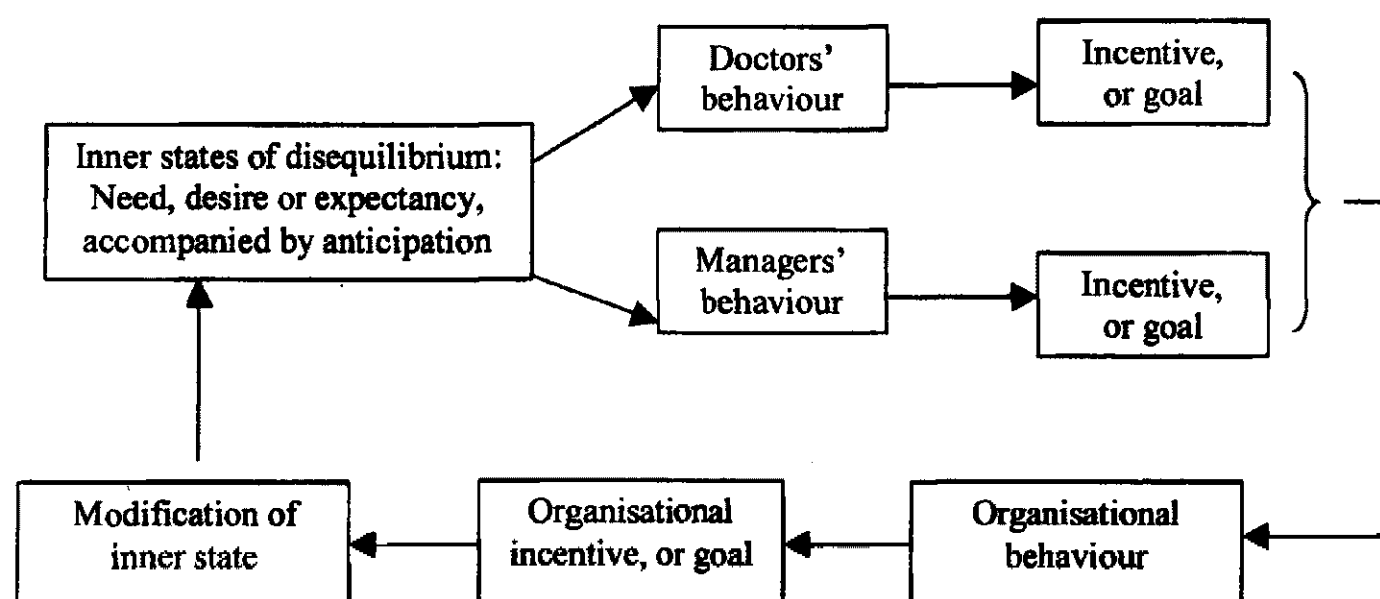 Doctors'
behaviour
Incentive,
or goal
Inner states of disequilibrium:
Need, desire or expectancy,
accompanied by anticipation
Managers'
behaviour
Incentive,
or goal
Modification of
inner state
Organisational
incentive, or goal
Organisational
behaviour